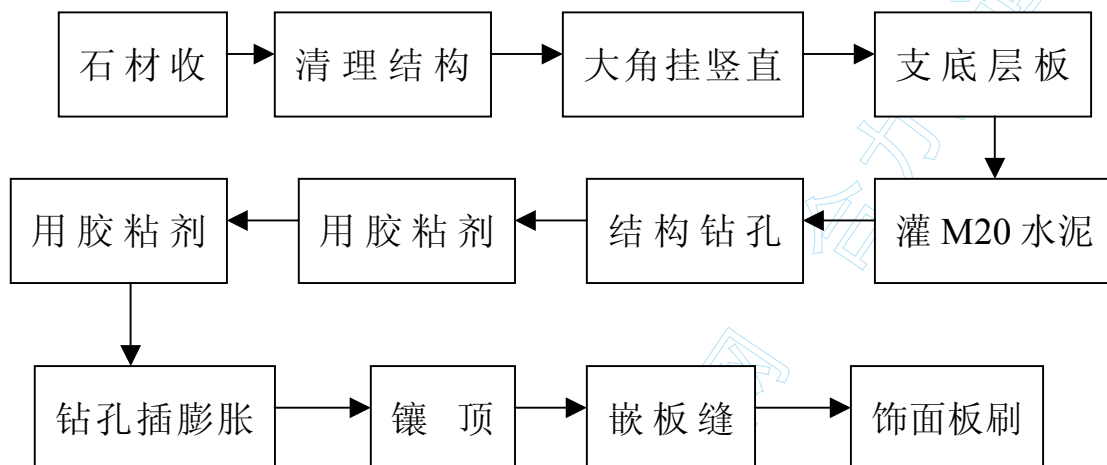 石材收
清理结构
大角挂竖直
支底层板
灌M20水泥
结构钻孔
用胶粘剂
用胶粘剂
钻孔插膨胀
镶 顶
嵌板缝
饰面板刷